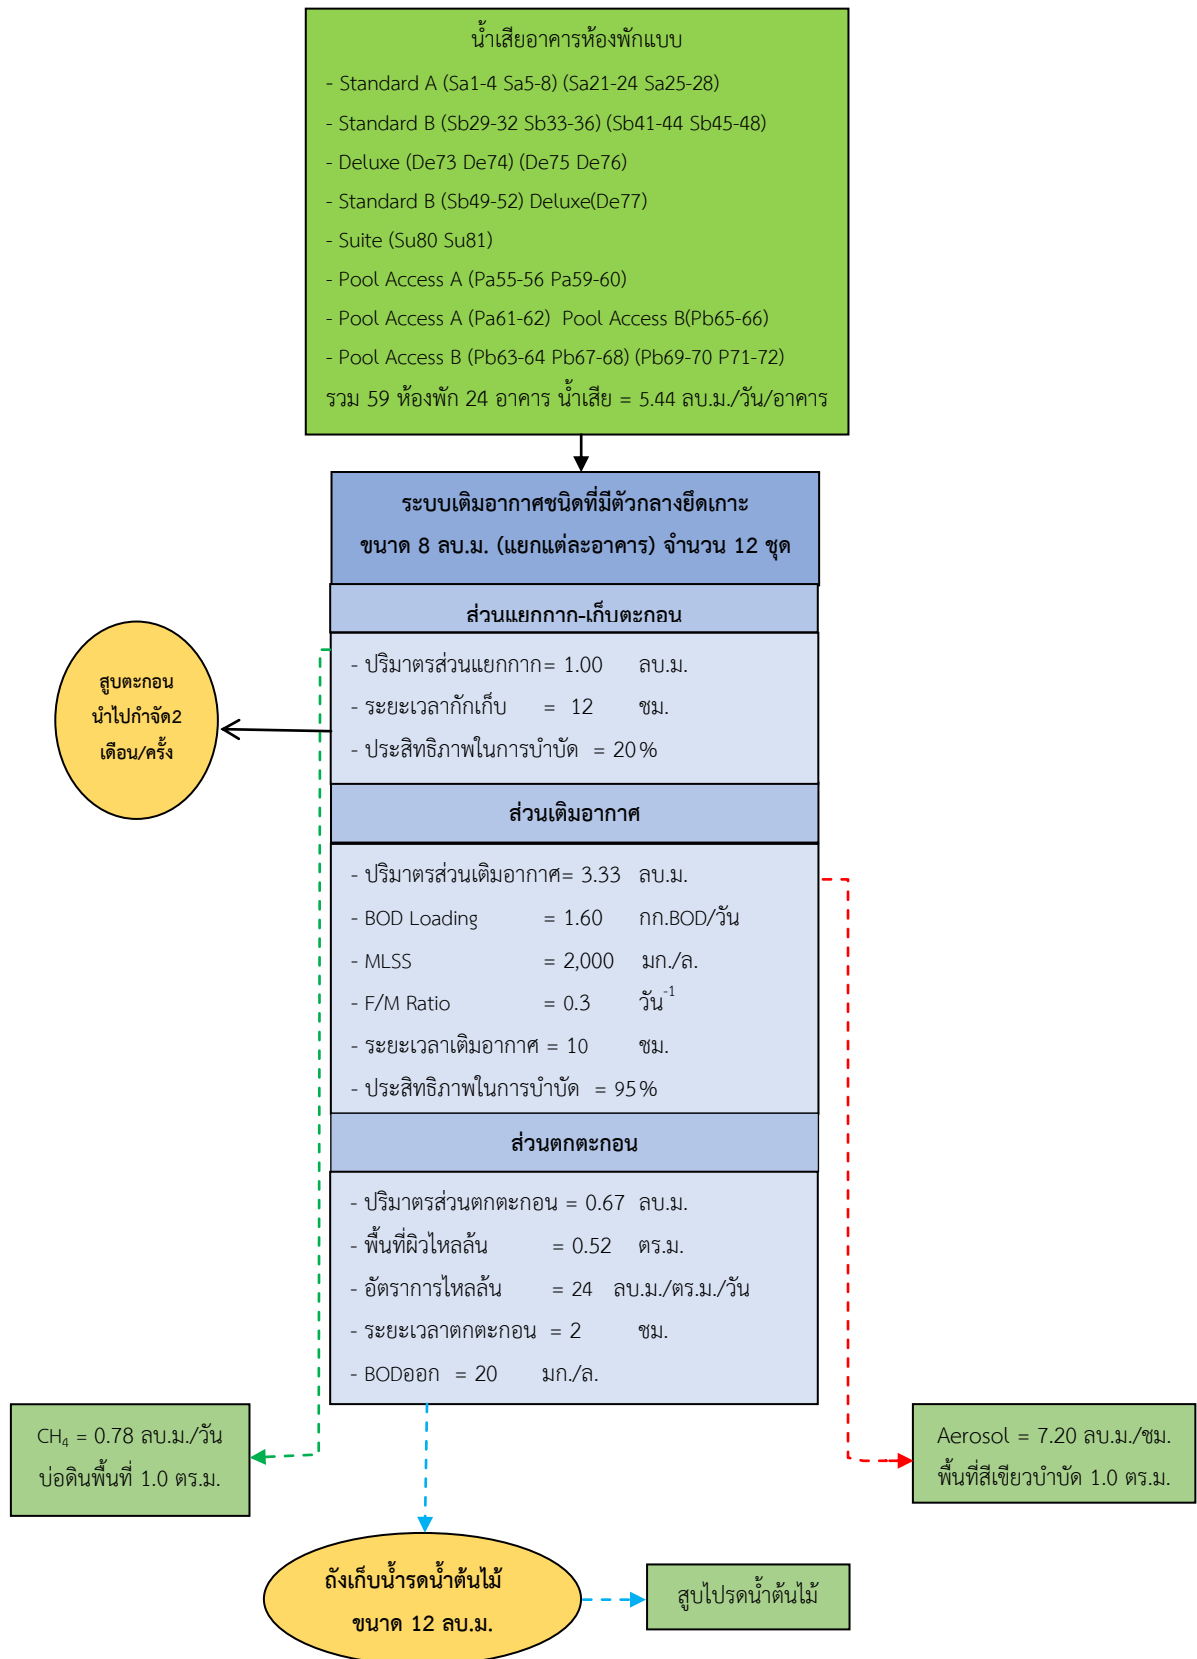 น้ำเสียอาคารห้องพักแบบ
- Standard A (Sa1-4 Sa5-8) (Sa21-24 Sa25-28)
- Standard B (Sb29-32 Sb33-36) (Sb41-44 Sb45-48)
- Deluxe (De73 De74) (De75 De76)
- Standard B (Sb49-52) Deluxe(De77)
- Suite (Su80 Su81)
- Pool Access A (Pa55-56 Pa59-60)
- Pool Access A (Pa61-62) Pool Access B(Pb65-66)
- Pool Access B (Pb63-64 Pb67-68) (Pb69-70 P71-72)
รวม 59 ห้องพัก 24 อาคาร น้ำเสีย = 5.44 ลบ.ม./วัน/อาคาร
ระบบเติมอากาศชนิดที่มีตัวกลางยึดเกาะ
ขนาด 8 ลบ.ม. (แยกแต่ละอาคาร) จำนวน 12 ชุด
ส่วนแยกกาก-เก็บตะกอน
- ปริมาตรส่วนแยกกาก= 1.00 ลบ.ม.
- ระยะเวลากักเก็บ = 12 ชม.
- ประสิทธิภาพในการบำบัด = 20%
สูบตะกอน
นำไปกำจัด2
เดือน/ครั้ง
ส่วนเติมอากาศ
- ปริมาตรส่วนเติมอากาศ= 3.33 ลบ.ม.
- BOD Loading = 1.60 กก.BOD/วัน
- MLSS = 2,000 มก./ล.
- F/M Ratio = 0.3 วัน⁻¹
- ระยะเวลาเติมอากาศ = 10 ชม.
- ประสิทธิภาพในการบำบัด = 95%
ส่วนตกตะกอน
- ปริมาตรส่วนตกตะกอน = 0.67 ลบ.ม.
- พื้นที่ผิวไหลล้น = 0.52 ตร.ม.
- อัตราการไหลล้น = 24 ลบ.ม./ตร.ม./วัน
- ระยะเวลาตกตะกอน = 2 ชม.
- BODออก = 20 มก./ล.
CH₄ = 0.78 ลบ.ม./วัน
บ่อดินพื้นที่ 1.0 ตร.ม.
Aerosol = 7.20 ลบ.ม./ชม.
พื้นที่สีเขียวบำบัด 1.0 ตร.ม.
ถังเก็บน้ำรดน้ำต้นไม้
ขนาด 12 ลบ.ม.
สูบไปรดน้ำต้นไม้